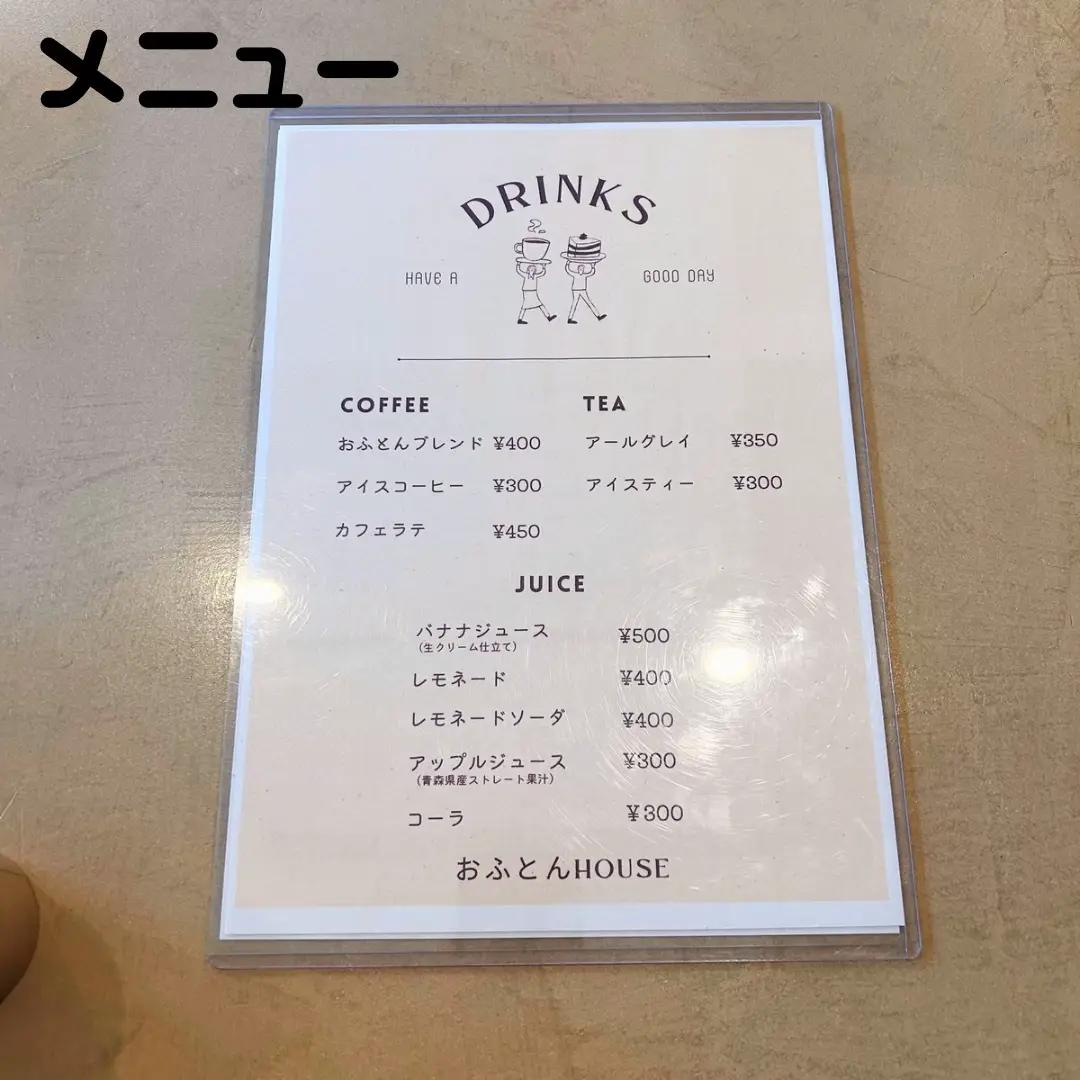 メニュー
DRINKS
HAVE A GOOD DAY
COFFEE
おふとんブレンド ¥400
アイスコーヒー ¥300
カフェラテ ¥450
TEA
アールグレイ ¥350
アイスティー ¥300
JUICE
バナナジュース ¥500
(生クリーム仕立て)
レモネード ¥400
レモネードソーダ ¥400
アップルジュース ¥300
(青森県産ストレート果汁)
コーラ ¥300
おふとんHOUSE